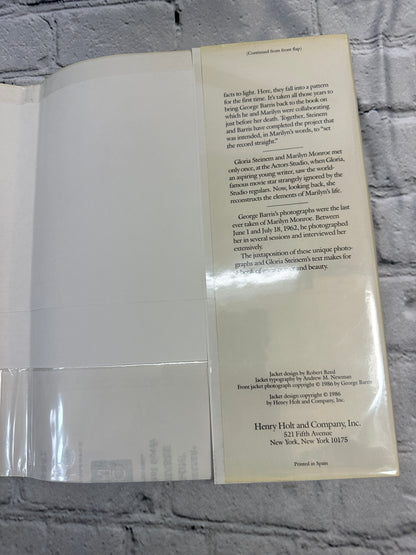 (Continued from front flap)
facts to light. Here, they fall into a pattern
for the first time. It's taken all those years to
bring George Barris back to the book on
which he and Marilyn were collaborating
just before her death. Together, Steinem
and Barris have completed the project that
was intended, in Marilyn's words, to "set
the record straight."
Gloria Steinem and Marilyn Monroe met
only once, at the Actors Studio, when Gloria,
an aspiring young writer, saw the world-
famous movie star strangely ignored by the
Studio regulars. Now, looking back, she
reconstructs the elements of Marilyn's life.
George Barris's photographs were the last
ever taken of Marilyn Monroe. Between
June 1 and July 18, 1962, he photographed
her in several sessions and interviewed her
extensively.
The juxtaposition of these unique photo-
graphs and Gloria Steinem's text makes for
a book of and beauty.
Jacket design by Robert Reed
Jacket typography by Andrew M. Newman
Front jacket photograph copyright © 1986 by George Barris
Jacket design copyright © 1986
by Henry Holt and Company, Inc.
Henry Holt and Company, Inc.
521 Fifth Avenue
New York, New York 10175
Printed in Spain